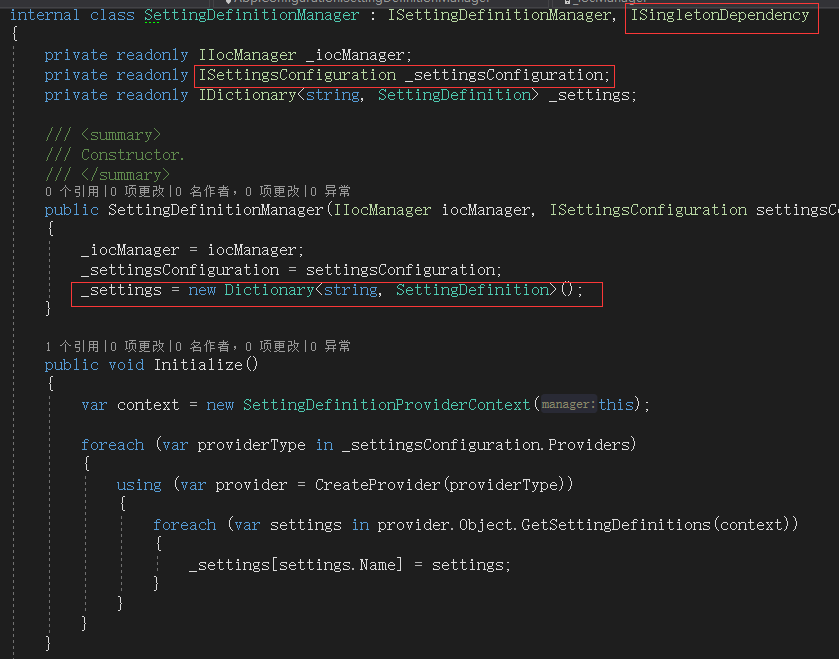 internal class SettingDefinitionManager : ISettingDefinitionManager, ISingletonDependency
{
private readonly IIocManager _iocManager;
private readonly ISettingsConfiguration _settingsConfiguration;
private readonly IDictionary<string, SettingDefinition> _settings;
/// <summary>
/// Constructor.
/// </summary>
0 个引用|0 项更改|0 名作者, 0 项更改|0 异常
public SettingDefinitionManager(IIocManager iocManager, ISettingsConfiguration settingsCo
{
_iocManager = iocManager;
_settingsConfiguration = settingsConfiguration;
_settings = new Dictionary<string, SettingDefinition>();
}
1 个引用|0 项更改|0 名作者, 0 项更改|0 异常
public void Initialize()
{
var context = new SettingDefinitionProviderContext(manager:this);
foreach (var providerType in _settingsConfiguration.Providers)
{
using (var provider = CreateProvider(providerType))
{
foreach (var settings in provider.Object.GetSettingDefinitions(context))
{
_settings[settings.Name] = settings;
}
}
}
}